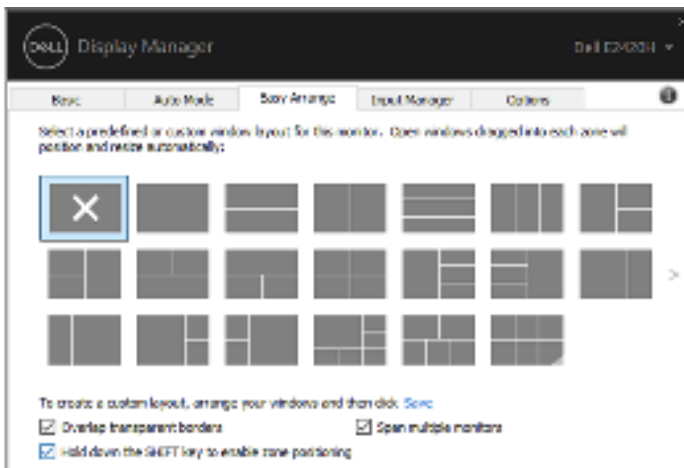 DELL Display Manager
Dell E2420H
Basic Auto Mode Easy Arrange Input Manager Options
Select a predefined or custom window layout for this monitor. Open windows dragged into each zone will
position and resize automatically:
To create a custom layout, arrange your windows and then click Save
Overlap transparent borders
Span multiple monitors
Hold down the SHIFT key to enable zone positioning